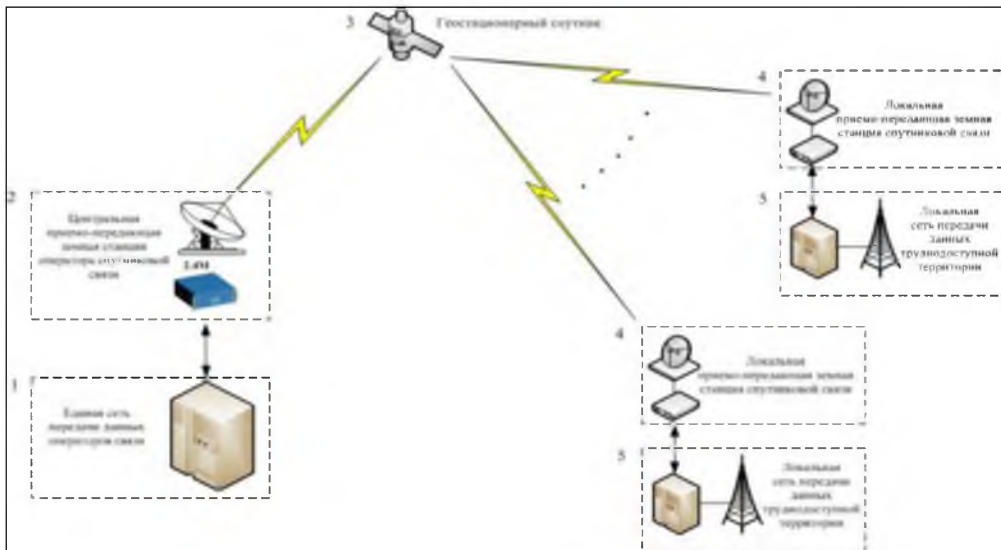 3 Геостационарный спутник
4
Локальная
приемо-передающая земная
станция спутниковой связи
5
Локальная
сеть передачи
данных
труднодоступной
территории
2
Центральная
приемо-передающая
земная станция
оператора спутниковой
связи
2.4М
4
Локальная
приемо-передающая земная
станция спутниковой связи
1
Единая сеть
передачи данных
операторов связи
5
Локальная
сеть передачи
данных
труднодоступной
территории